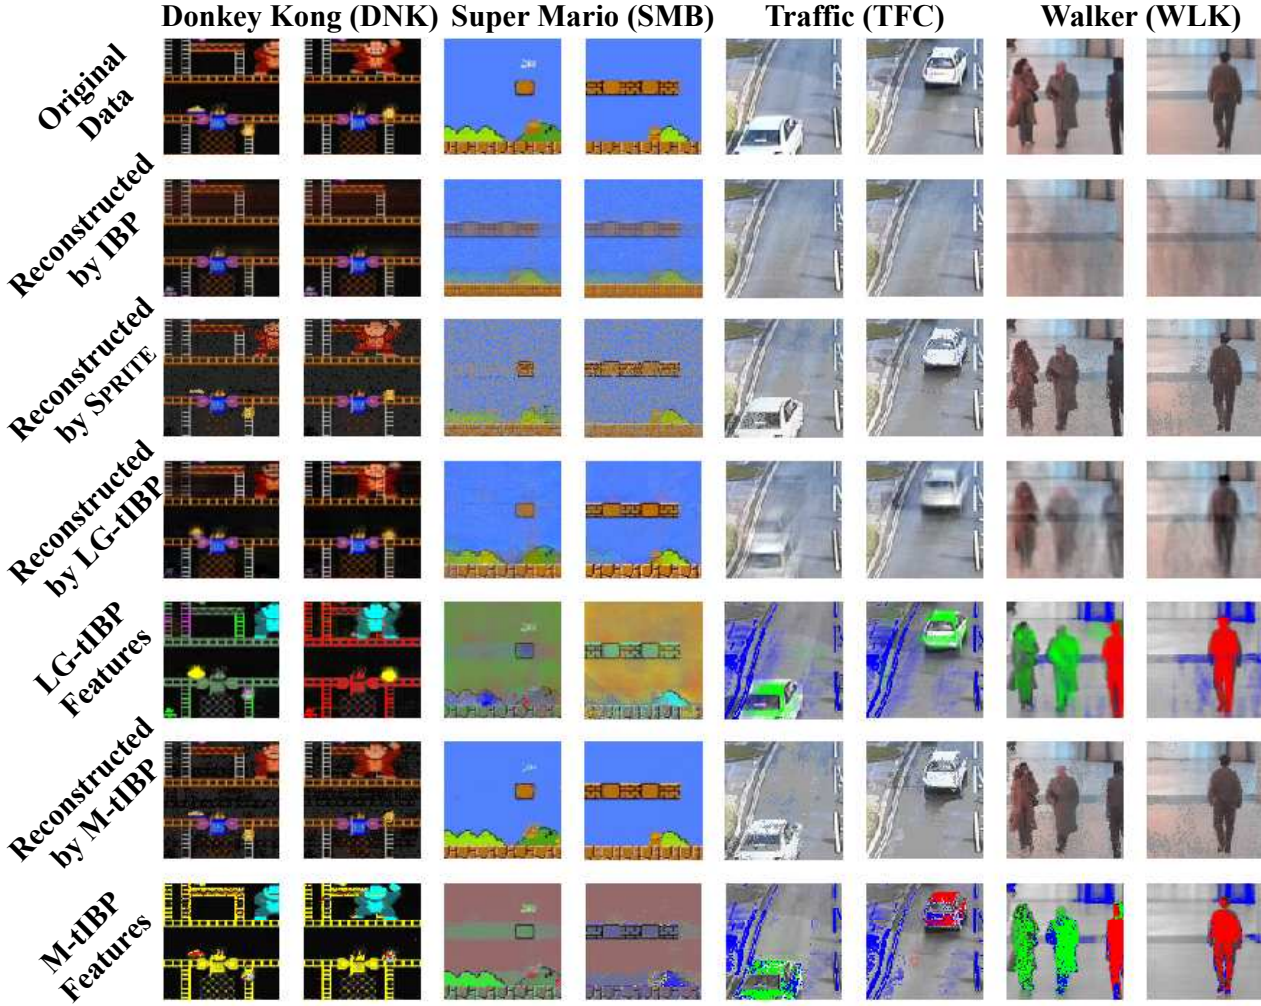 Donkey Kong (DNK) Super Mario (SMB) Traffic (TFC) Walker (WLK)
Original
Data
Reconstructed
by IBP
Reconstructed
by SPRITE
Reconstructed
by LG-tIBP
LG-tIBP
Features
Reconstructed
by M-tIBP
M-tIBP
Features